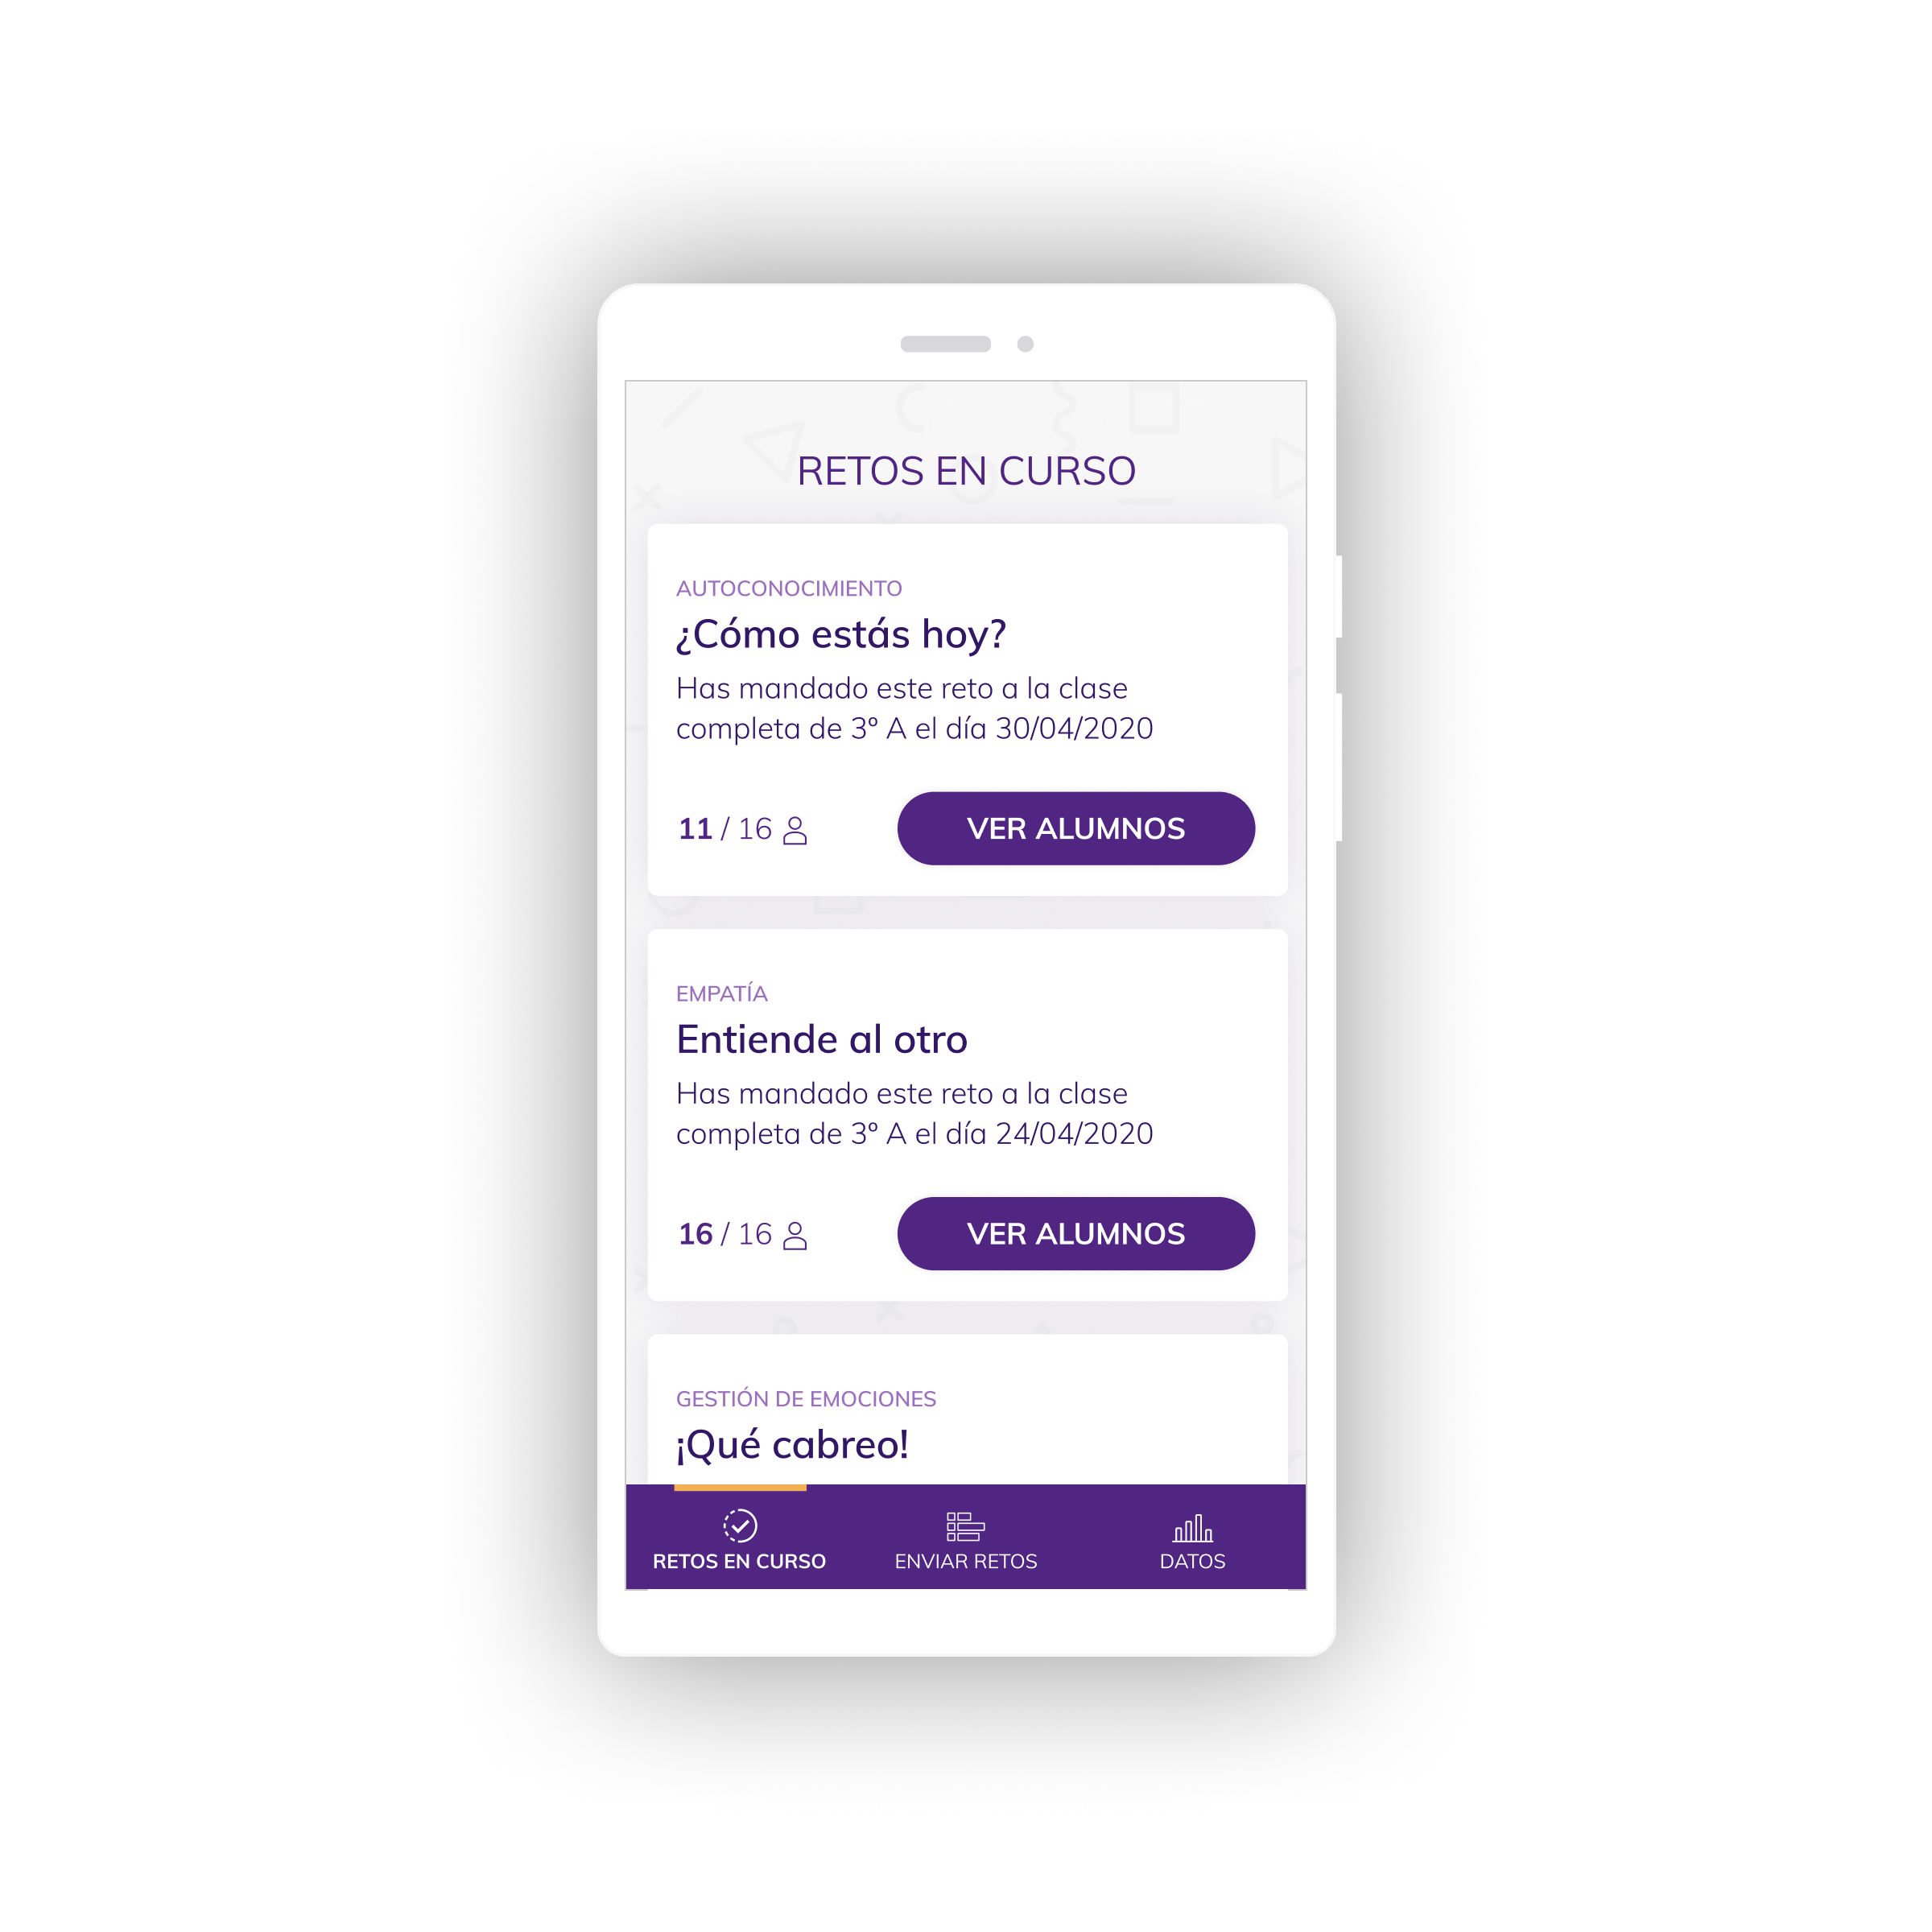 RETOS EN CURSO
AUTOCONOCIMIENTO
¿Cómo estás hoy?
Has mandado este reto a la clase
completa de 3º A el día 30/04/2020
11 / 16
VER ALUMNOS
EMPATÍA
Entiende al otro
Has mandado este reto a la clase
completa de 3º A el día 24/04/2020
16 / 16
VER ALUMNOS
GESTIÓN DE EMOCIONES
¡Qué cabreo!
RETOS EN CURSO
ENVIAR RETOS
DATOS